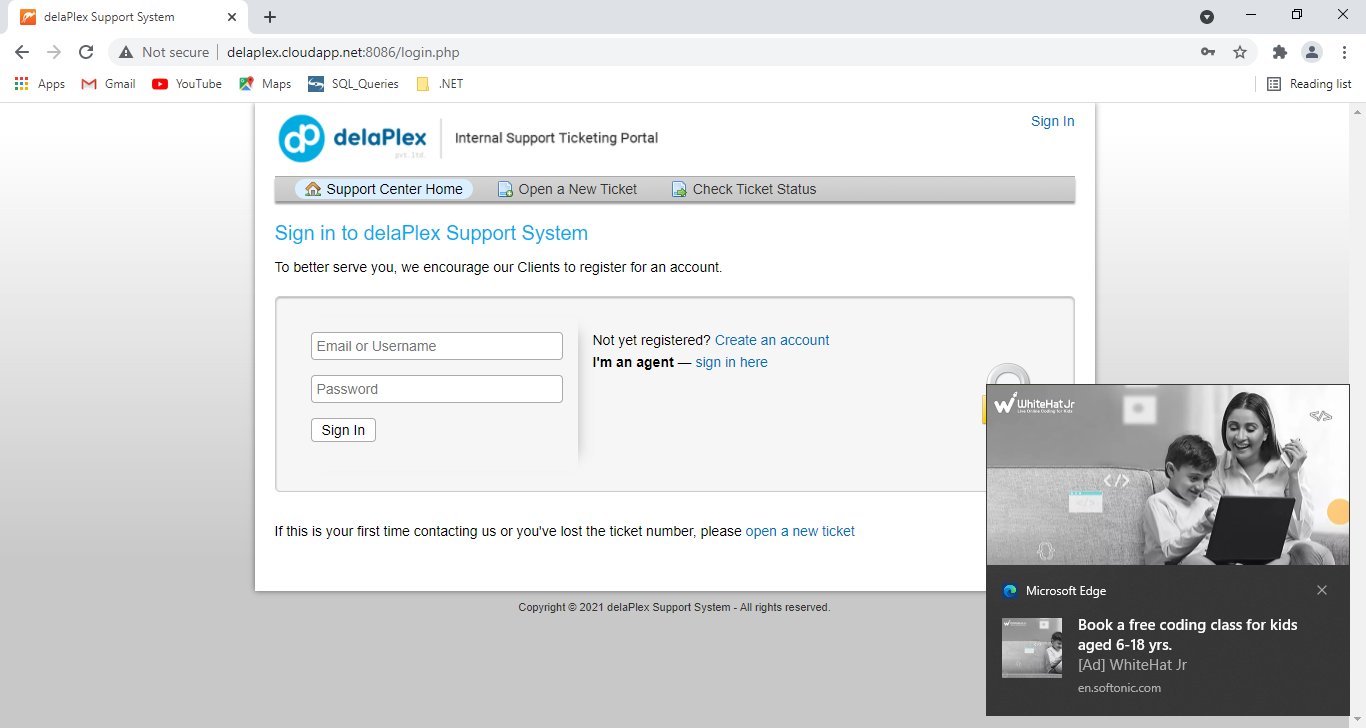 delaPlex Support System
Not secure
delaplex.cloudapp.net:8086/login.php
Apps
Gmail
YouTube
Maps
SQL_Queries
.NET
Reading list
dp delaPlex
pvt.ltd.
Internal Support Ticketing Portal
Sign In
Support Center Home
Open a New Ticket
Check Ticket Status
Sign in to delaPlex Support System
To better serve you, we encourage our Clients to register for an account.
Email or Username
Password
Sign In
Not yet registered? Create an account
I'm an agent — sign in here
If this is your first time contacting us or you've lost the ticket number, please open a new ticket
Copyright © 2021 delaPlex Support System - All rights reserved.
WhiteHat Jr
Live Online Coding for Kids
</>
</>
</>
{}
Microsoft Edge
Book a free coding class for kids
aged 6-18 yrs.
[Ad] WhiteHat Jr
en.softonic.com